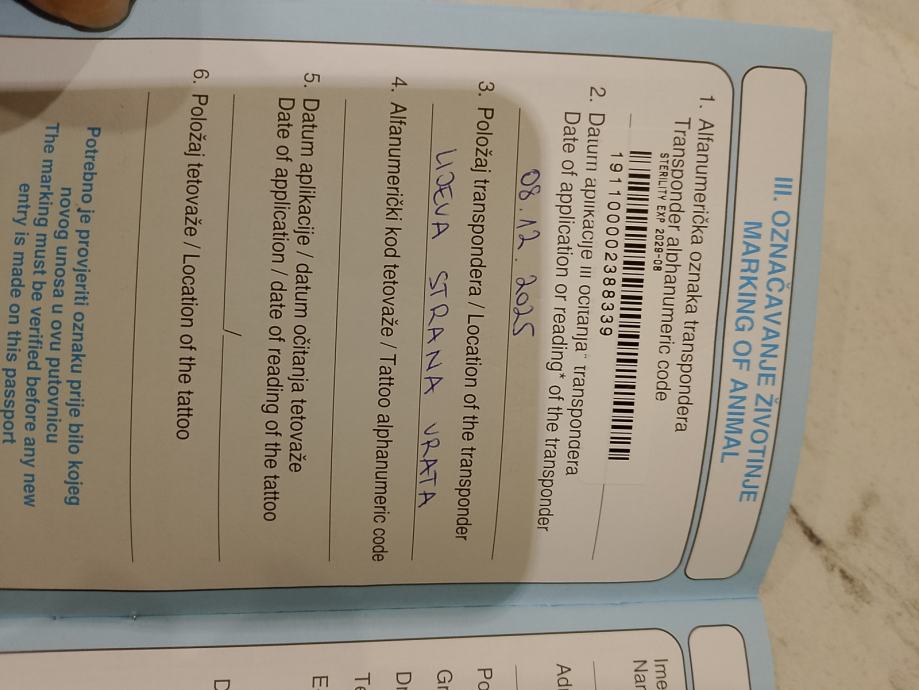 III. OZNAČAVANJE ŽIVOTINJE
MARKING OF ANIMAL
1. Alfanumerička oznaka transpondera
Transponder alphanumeric code
STERILITY EXP 2029-08
191100002388339
2. Datum aplikacije ili očitanja* transpondera
Date of application or reading* of the transponder
08.12.2025
3. Položaj transpondera / Location of the transponder
LIJEVA STRANA VRATA
4. Alfanumerički kod tetovaže / Tattoo alphanumeric code
5. Datum aplikacije / datum očitanja tetovaže
Date of application / date of reading of the tattoo
/
6. Položaj tetovaže / Location of the tattoo
Potrebno je provjeriti oznaku prije bilo kojeg
novog unosa u ovu putovnicu
The marking must be verified before any new
entry is made on this passport
Ime